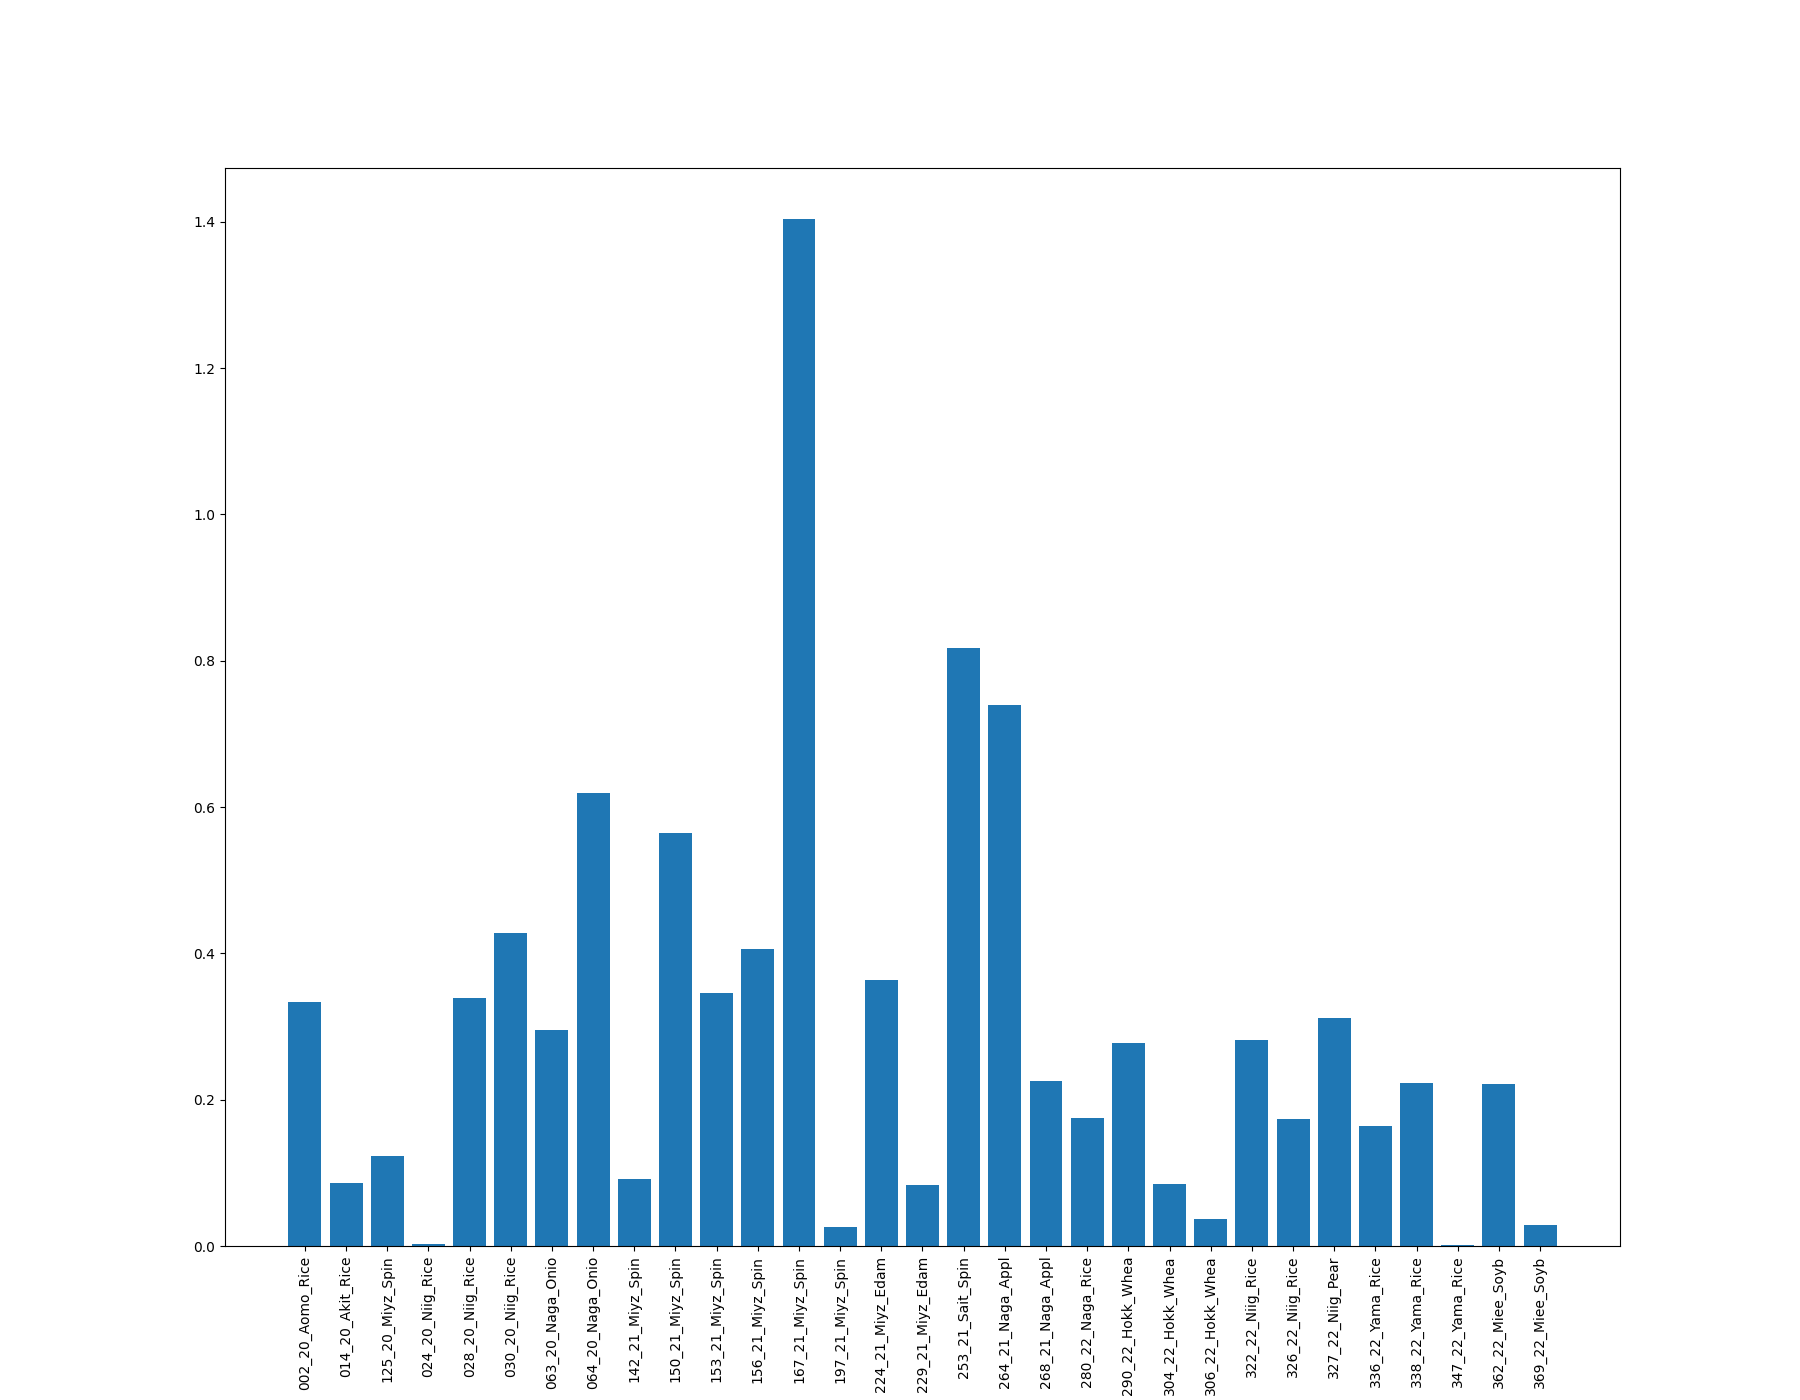 1.4
1.2
1.0
0.8
0.6
0.4
0.2
0.0
002_20_Aomo_Rice
014_20_Akit_Rice
125_20_Miyz_Spin
024_20_Niig_Rice
028_20_Niig_Rice
030_20_Niig_Rice
063_20_Naga_Onio
064_20_Naga_Onio
142_21_Miyz_Spin
150_21_Miyz_Spin
153_21_Miyz_Spin
156_21_Miyz_Spin
167_21_Miyz_Spin
197_21_Miyz_Spin
224_21_Miyz_Edam
229_21_Miyz_Edam
253_21_Sait_Spin
264_21_Naga_Appl
268_21_Naga_Appl
280_22_Naga_Rice
290_22_Hokk_Whea
304_22_Hokk_Whea
306_22_Hokk_Whea
322_22_Niig_Rice
326_22_Niig_Rice
327_22_Niig_Pear
336_22_Yama_Rice
338_22_Yama_Rice
347_22_Yama_Rice
362_22_Miee_Soyb
369_22_Miee_Soyb